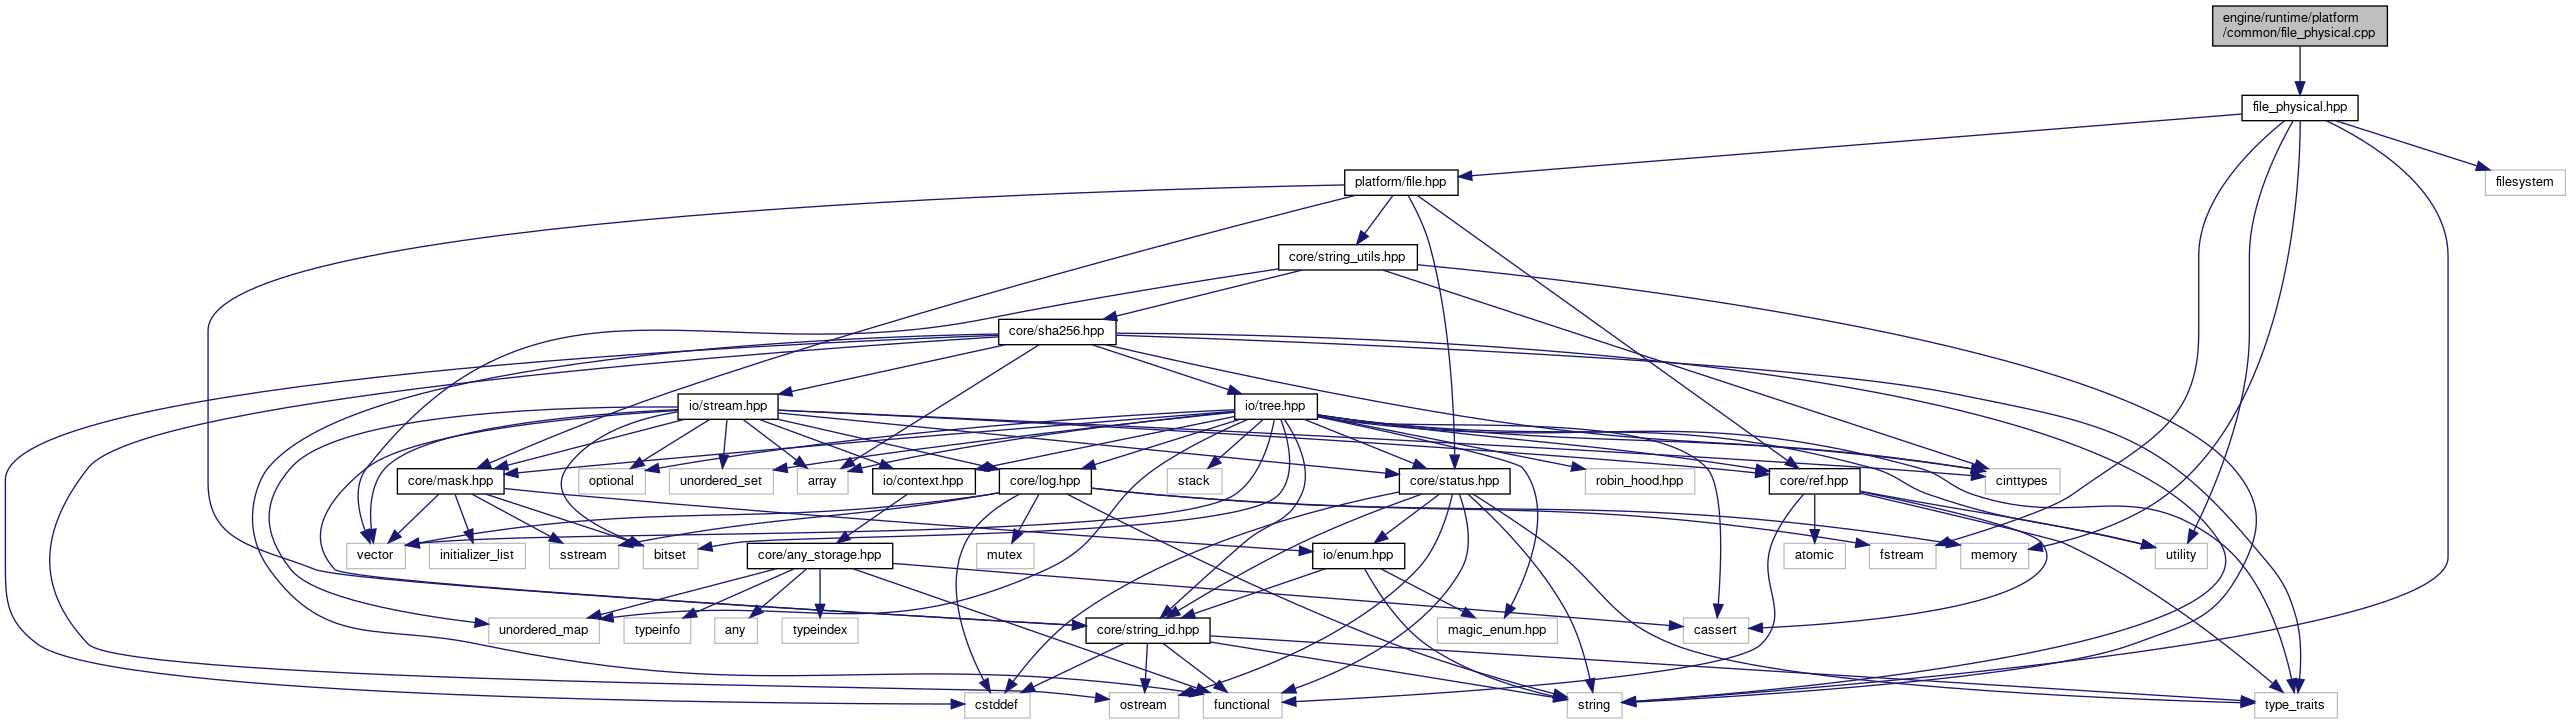 engine/runtime/platform
/common/file_physical.cpp
file_physical.hpp
platform/file.hpp
filesystem
core/string_utils.hpp
core/sha256.hpp
io/stream.hpp
io/tree.hpp
core/mask.hpp
optional
unordered_set
array
io/context.hpp
core/log.hpp
stack
core/status.hpp
robin_hood.hpp
core/ref.hpp
cinttypes
vector
initializer_list
sstream
bitset
core/any_storage.hpp
mutex
io/enum.hpp
atomic
fstream
memory
utility
unordered_map
typeinfo
any
typeindex
core/string_id.hpp
magic_enum.hpp
cassert
cstddef
ostream
functional
string
type_traits